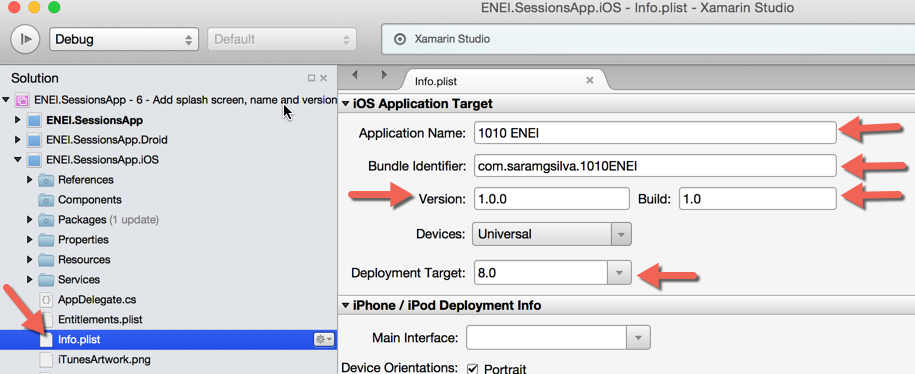 ENEI.SessionsApp.iOS - Info.plist - Xamarin Studio
Debug
Default
Xamarin Studio
Solution
Info.plist
ENEI.SessionsApp - 6 - Add splash screen, name and version
ENEI.SessionsApp
ENEI.SessionsApp.Droid
ENEI.SessionsApp.iOS
References
Components
Packages (1 update)
Properties
Resources
Services
AppDelegate.cs
Entitlements.plist
Info.plist
iTunesArtwork.png
iOS Application Target
Application Name: 1010 ENEI
Bundle Identifier: com.saramgsilva.1010ENEI
Version: 1.0.0 Build: 1.0
Devices: Universal
Deployment Target: 8.0
iPhone / iPod Deployment Info
Main Interface:
Device Orientations: Portrait